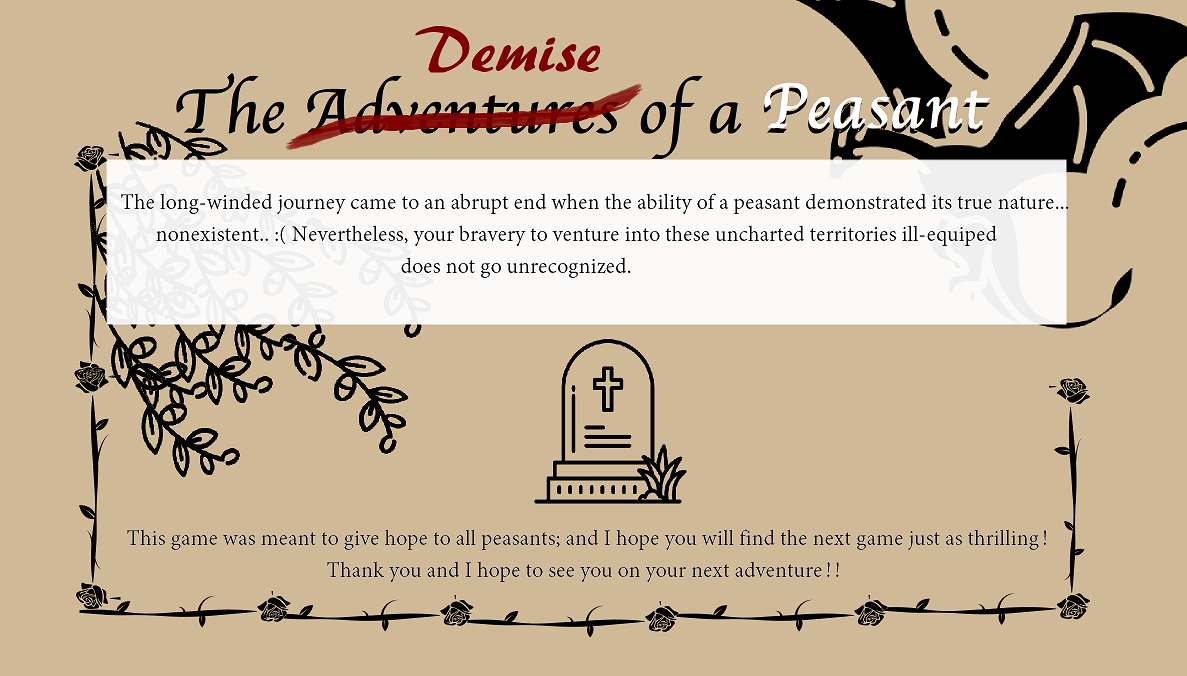 Demise
The Adventures of a Peasant
The long-winded journey came to an abrupt end when the ability of a peasant demonstrated its true nature...
nonexistent.. :( Nevertheless, your bravery to venture into these uncharted territories ill-equiped
does not go unrecognized.
This game was meant to give hope to all peasants; and I hope you will find the next game just as thrilling!
Thank you and I hope to see you on your next adventure!!